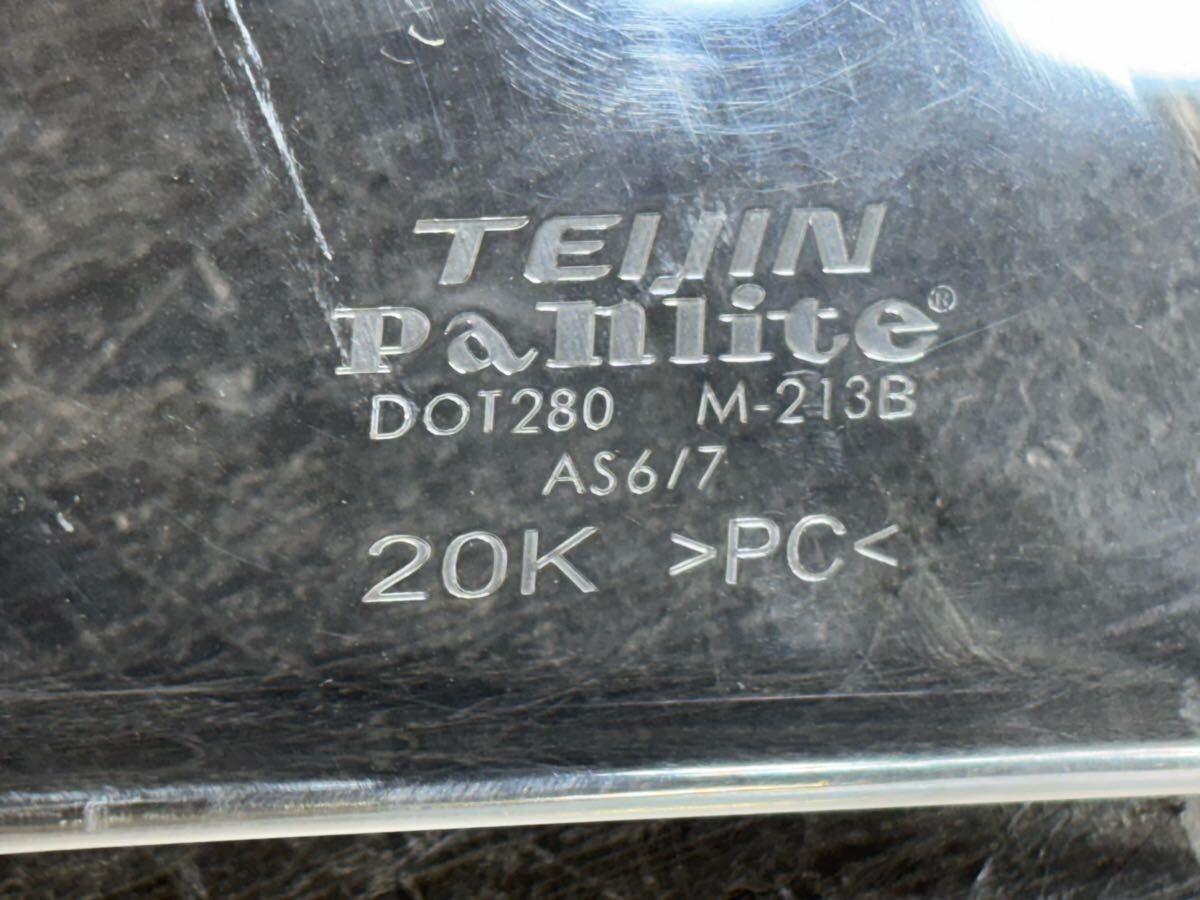 TEIJIN
Panlite®
DOT280 M-213B
AS6/7
20K >PC<